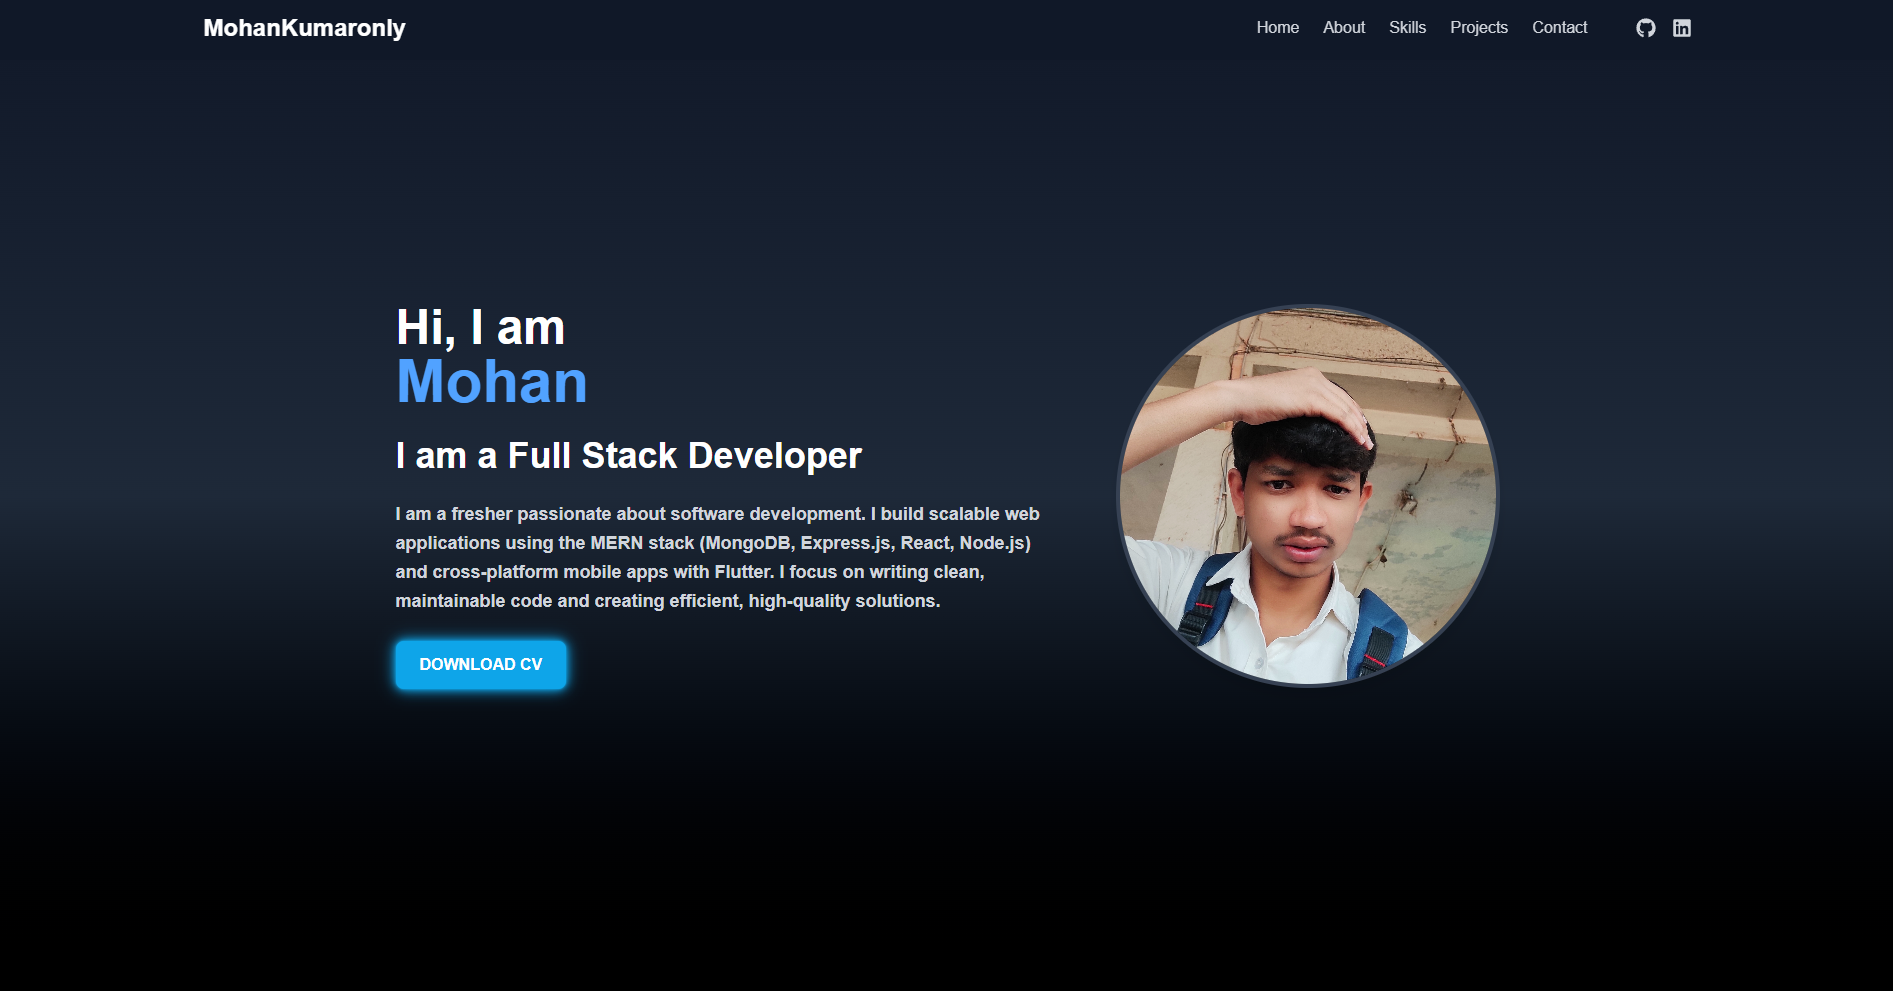 MohanKumaronly
Home About Skills Projects Contact
Hi, I am
Mohan
I am a Full Stack Developer
I am a fresher passionate about software development. I build scalable web
applications using the MERN stack (MongoDB, Express.js, React, Node.js)
and cross-platform mobile apps with Flutter. I focus on writing clean,
maintainable code and creating efficient, high-quality solutions.
DOWNLOAD CV